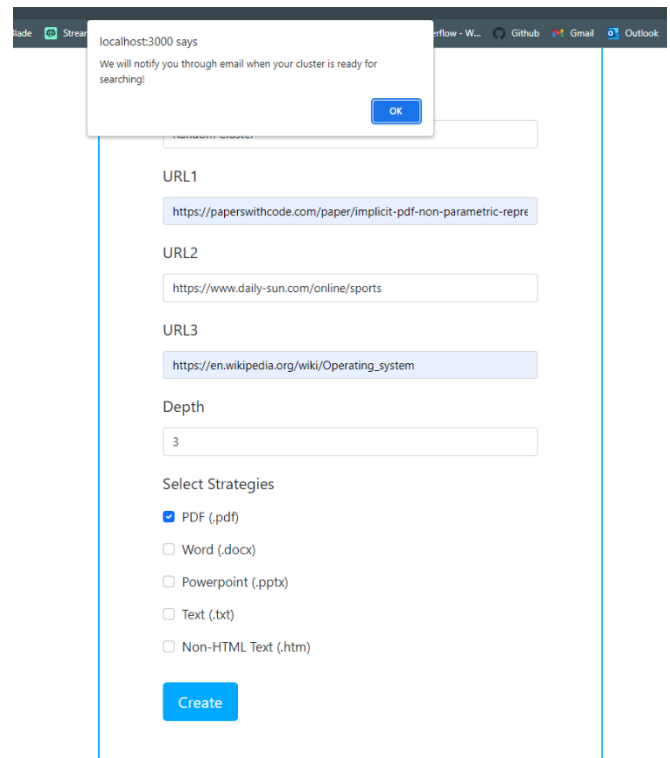 lade Strear erflow - W... Github Gmail Outlook
localhost:3000 says
We will notify you through email when your cluster is ready for
searching!
OK
Random Cluster
URL1
https://paperswithcode.com/paper/implicit-pdf-non-parametric-repre
URL2
https://www.daily-sun.com/online/sports
URL3
https://en.wikipedia.org/wiki/Operating_system
Depth
3
Select Strategies
PDF (.pdf)
Word (.docx)
Powerpoint (.pptx)
Text (.txt)
Non-HTML Text (.htm)
Create